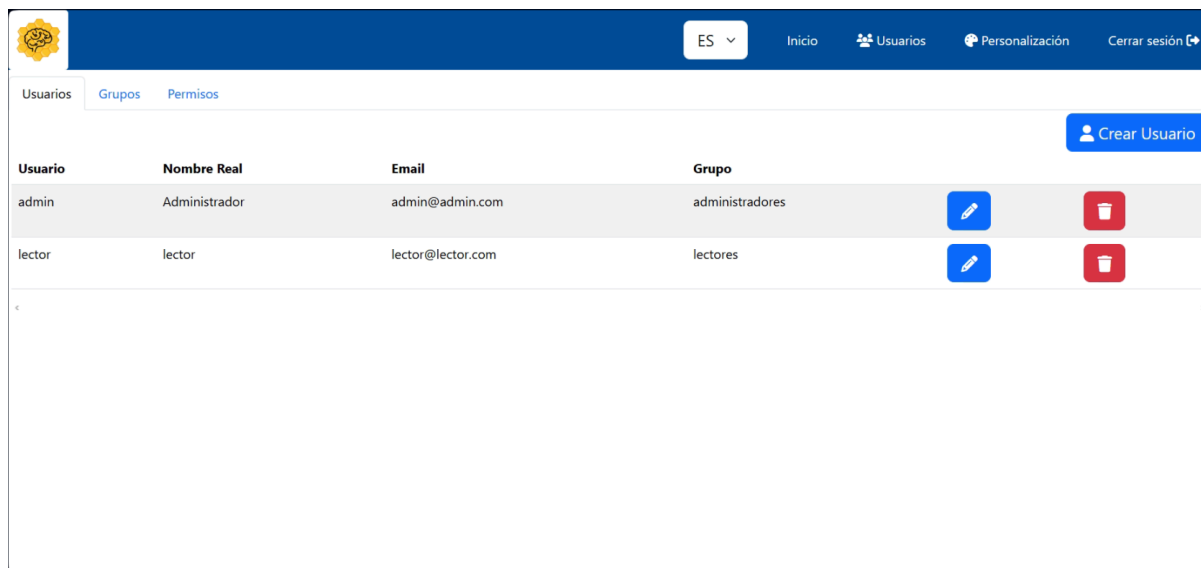 ES Inicio Usuarios Personalización Cerrar sesión
Usuarios Grupos Permisos
Crear Usuario
Usuario Nombre Real Email Grupo
admin Administrador admin@admin.com administradores
lector lector lector@lector.com lectores
‹